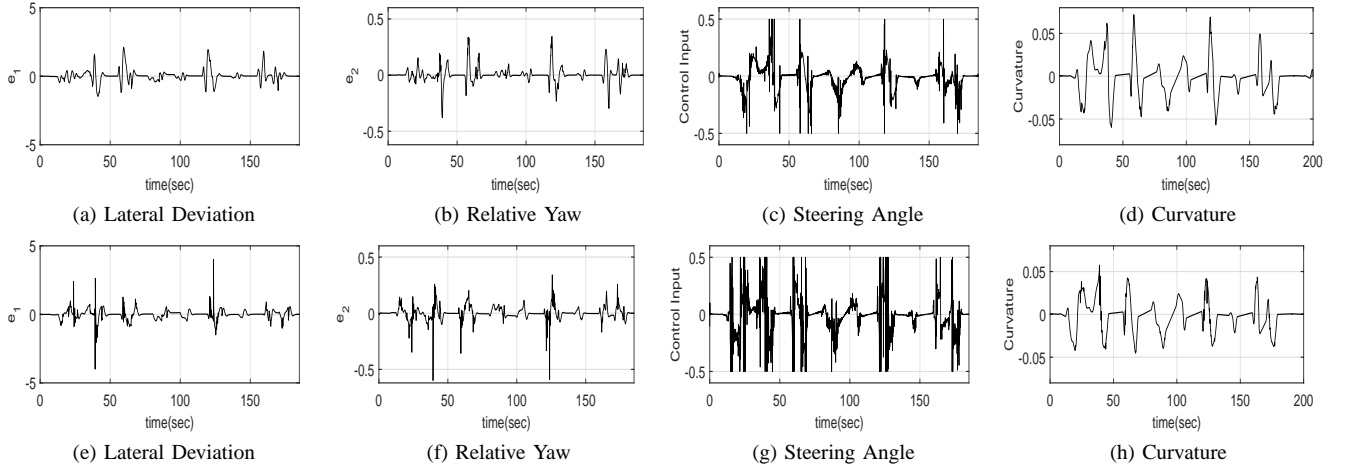 5
0
-5
e1
0 50 100 150
time(sec)
(a) Lateral Deviation
0.5
0
-0.5
e2
0 50 100 150
time(sec)
(b) Relative Yaw
0.5
0
-0.5
Control Input
0 50 100 150
time(sec)
(c) Steering Angle
0.05
0
-0.05
Curvature
0 50 100 150 200
time(sec)
(d) Curvature
5
0
-5
e1
0 50 100 150
time(sec)
(e) Lateral Deviation
0.5
0
-0.5
e2
0 50 100 150
time(sec)
(f) Relative Yaw
0.5
0
-0.5
Control Input
0 50 100 150
time(sec)
(g) Steering Angle
0.05
0
-0.05
Curvature
0 50 100 150 200
time(sec)
(h) Curvature